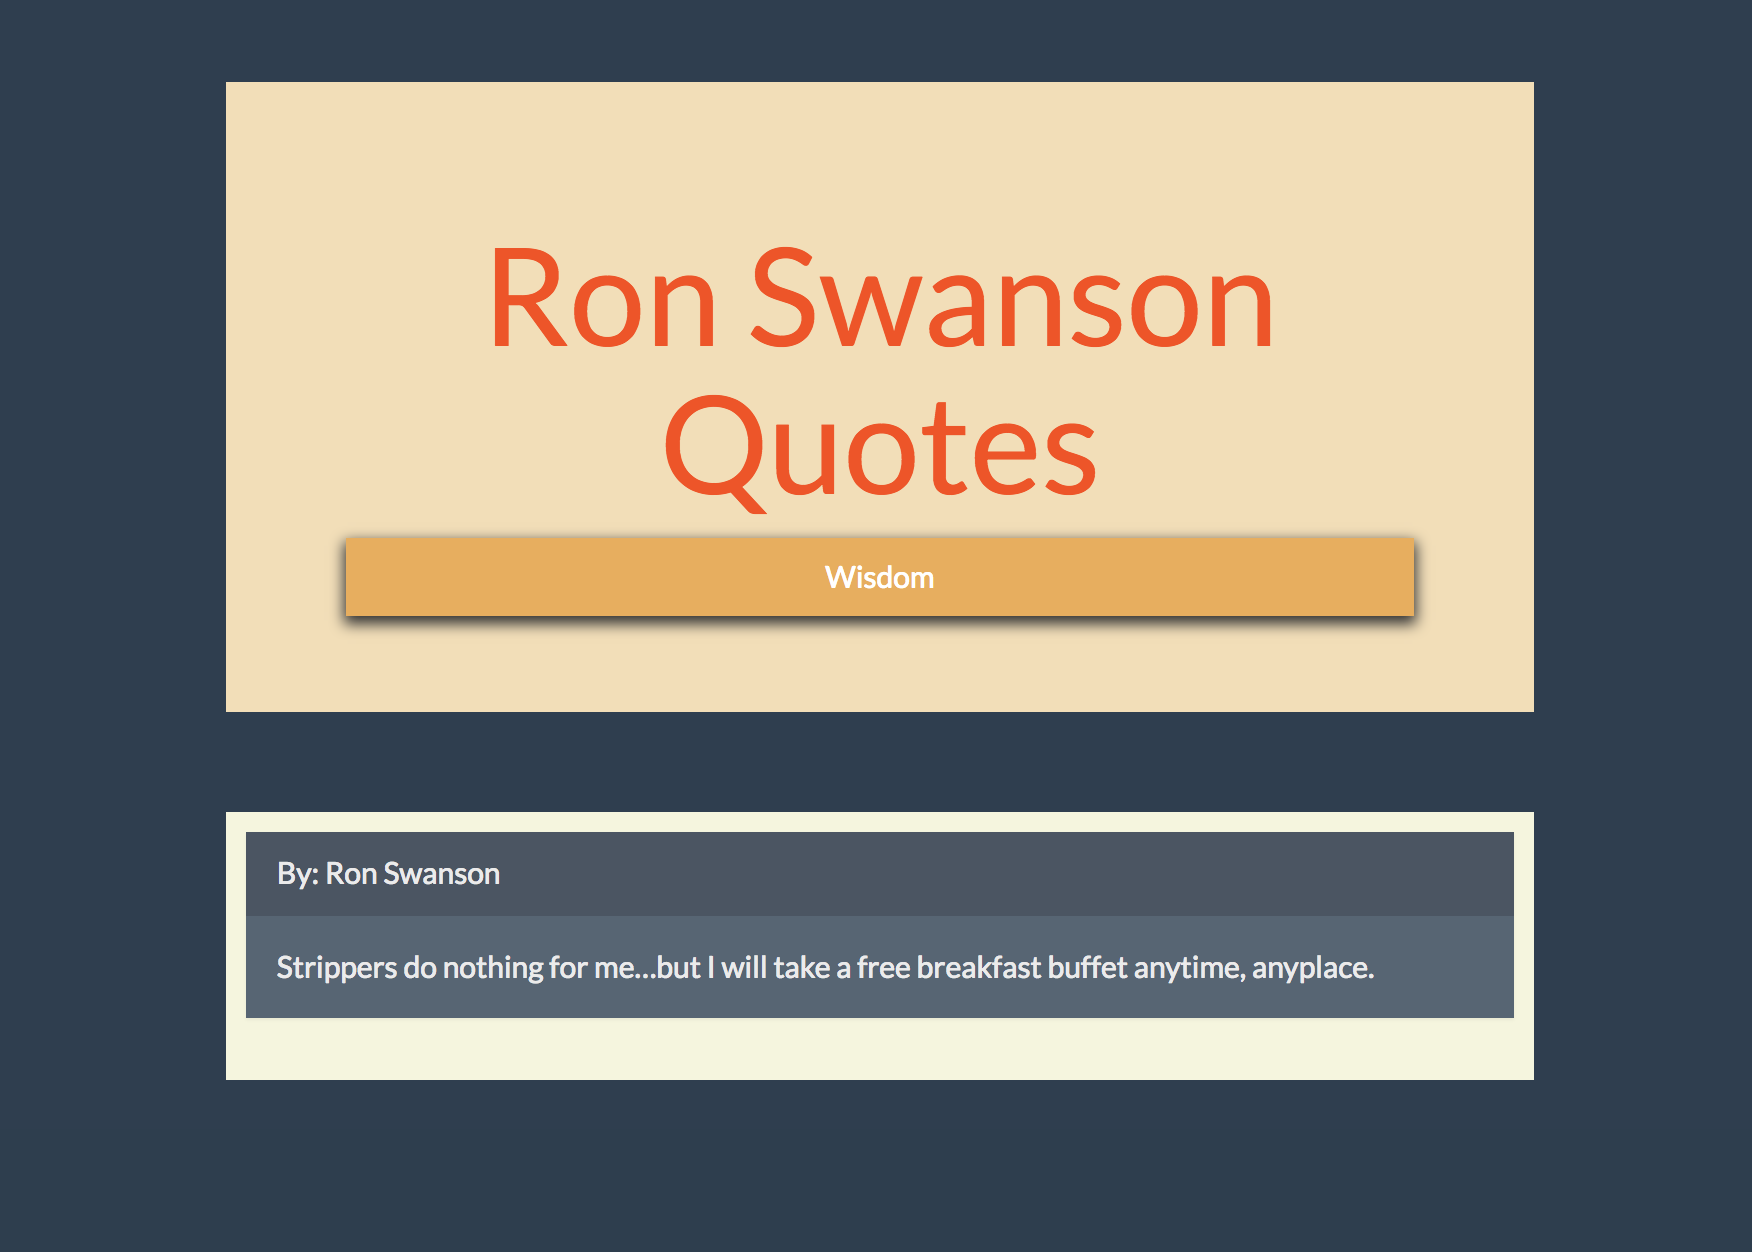 Ron Swanson
Quotes
Wisdom
By: Ron Swanson
Strippers do nothing for me...but I will take a free breakfast buffet anytime, anyplace.